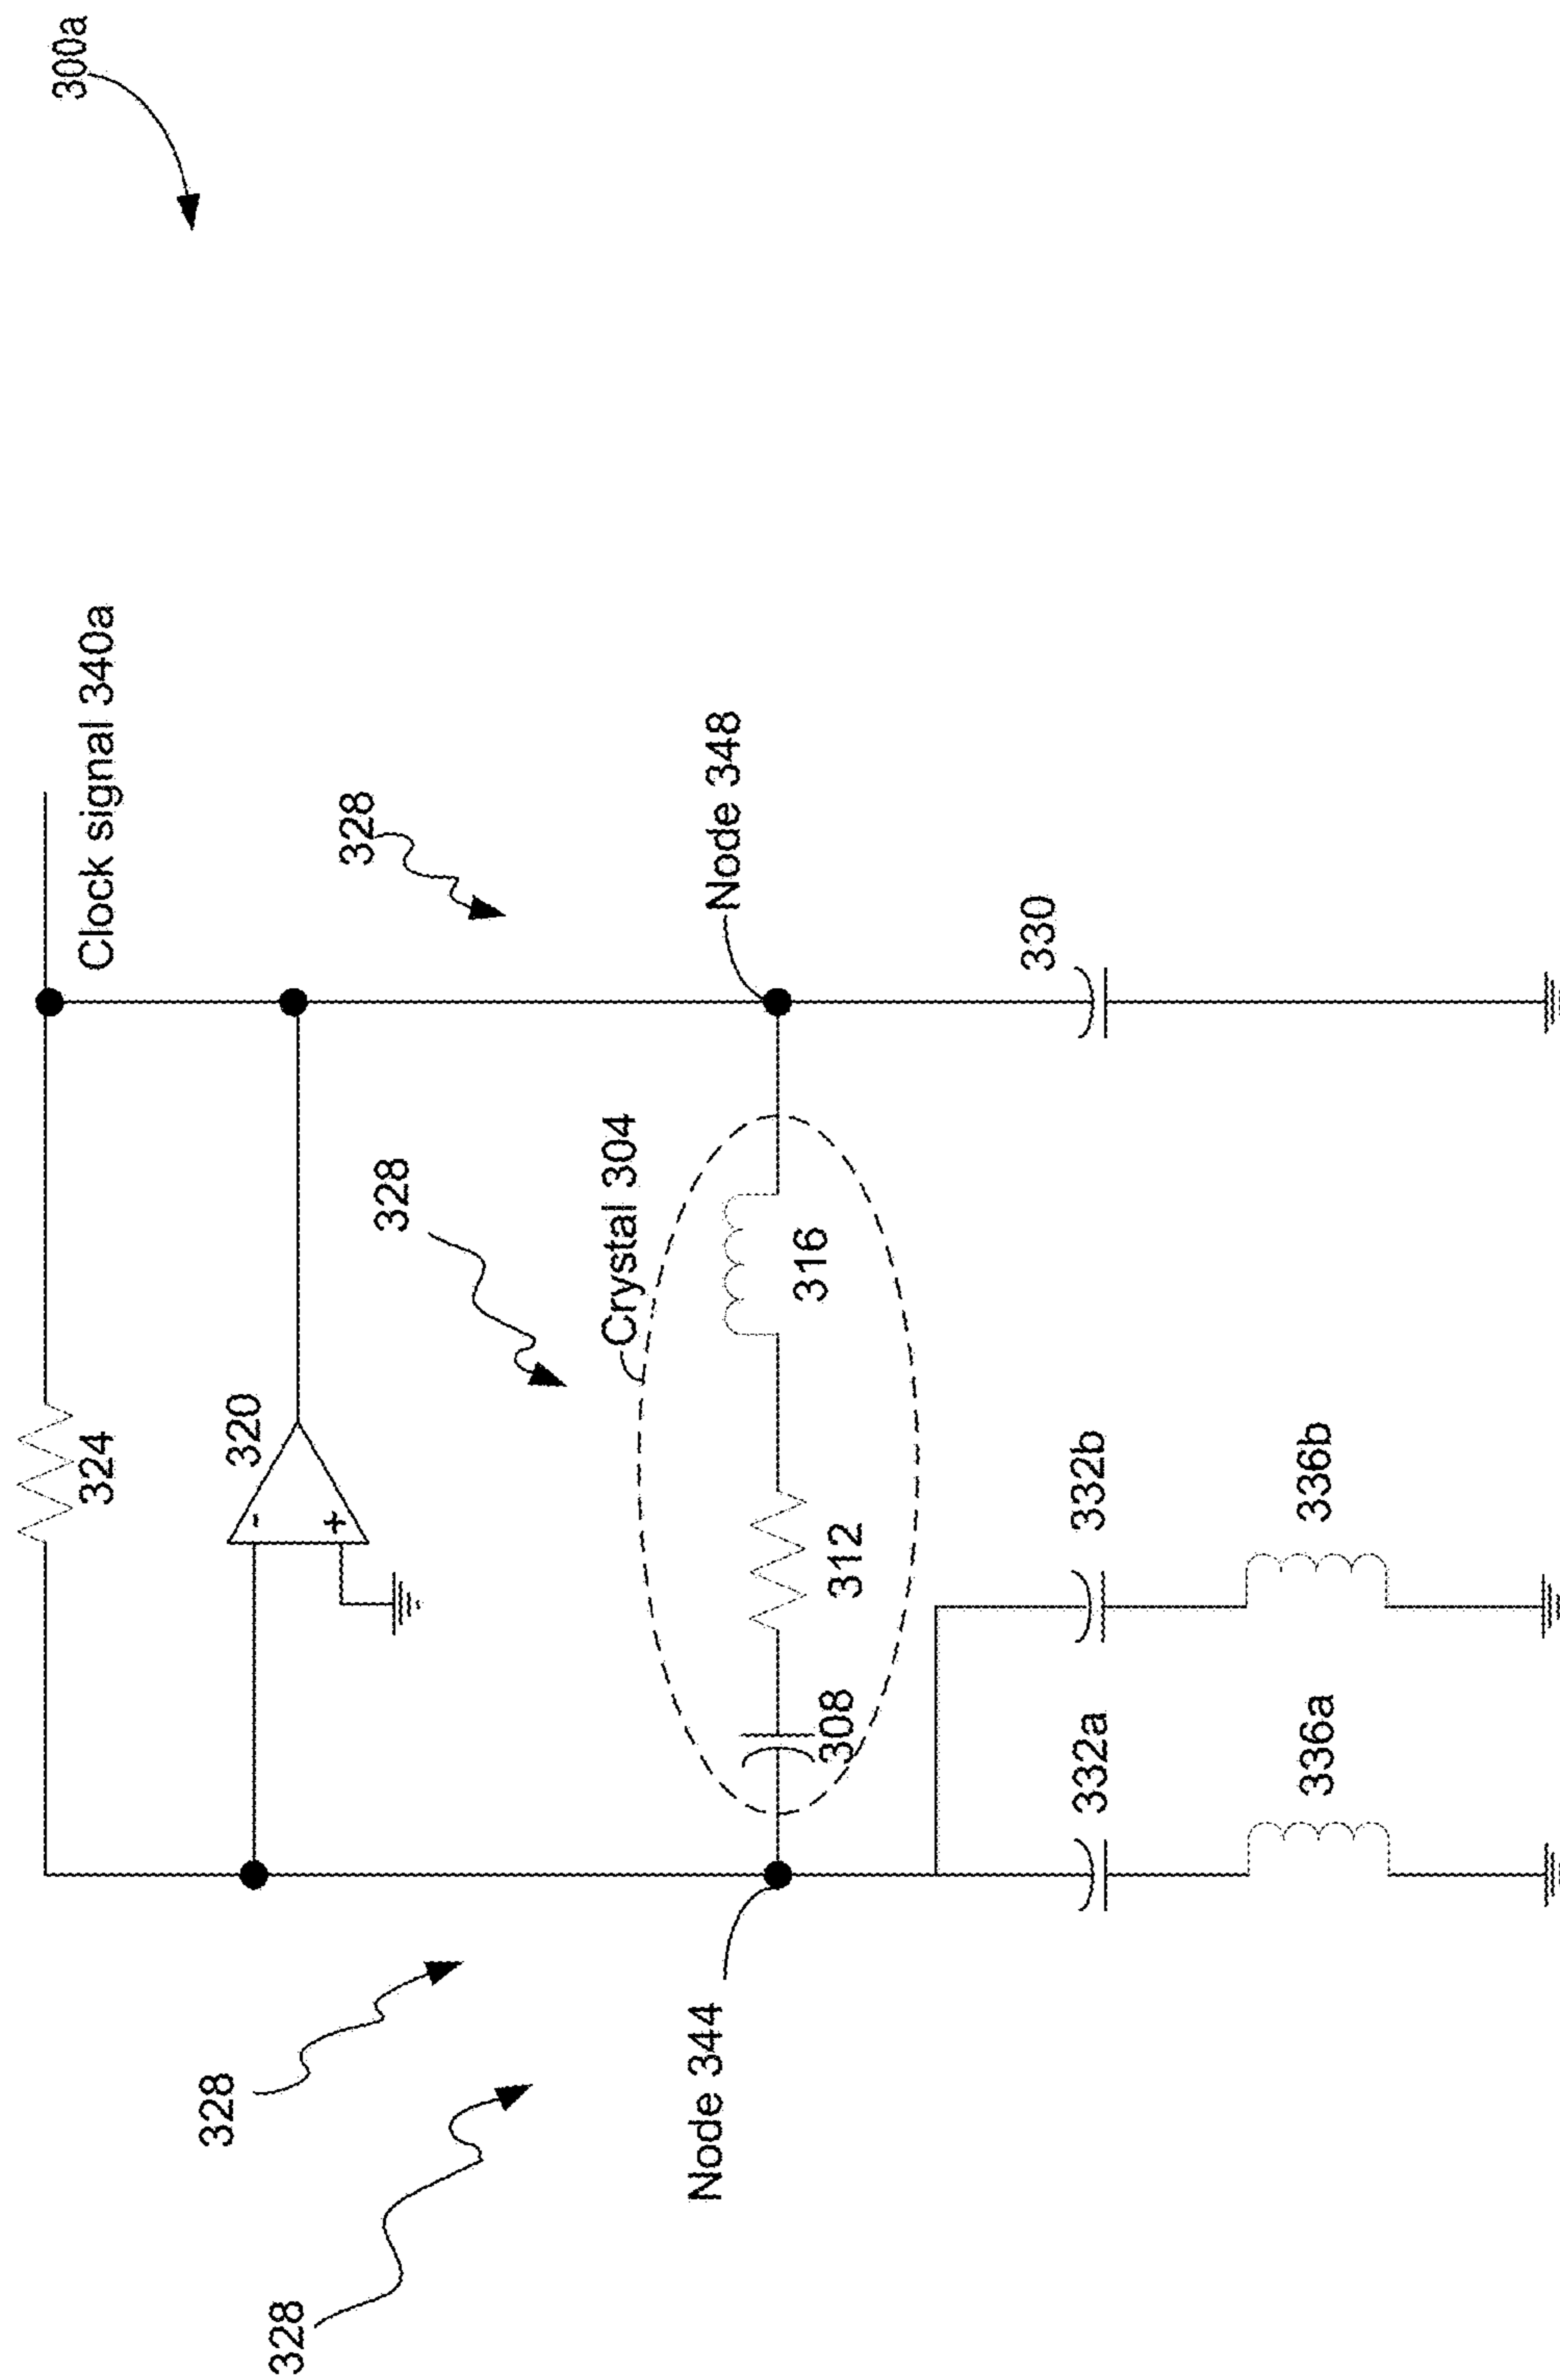 300a
Clock signal 340a
324
320
-
+
328
328
328
328
Crystal 304
Node 344
Node 348
308
312
316
332a
332b
330
336a
336b